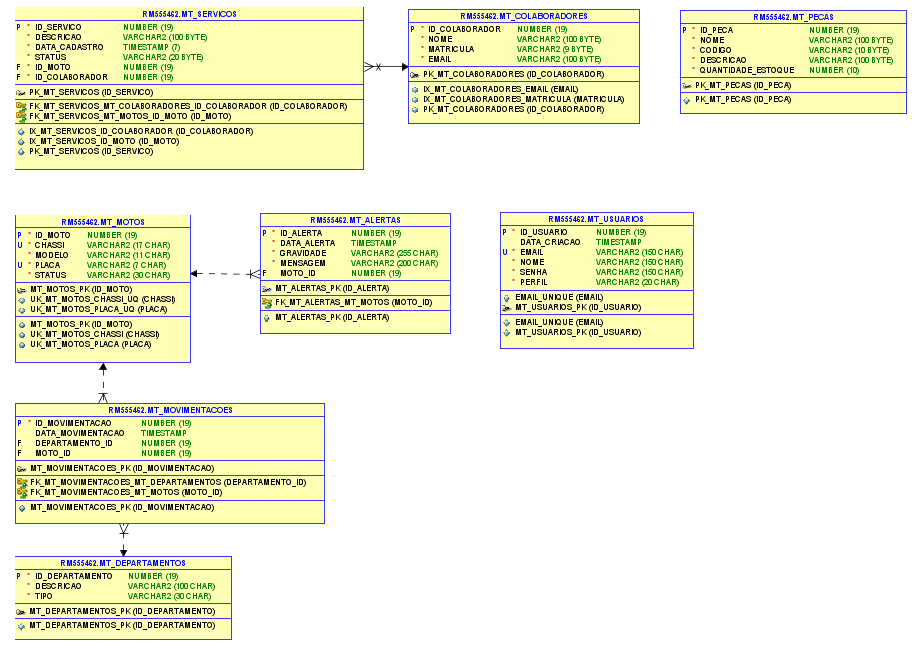 RM555462.MT_SERVICOS
P * ID_SERVICO NUMBER (19)
* DESCRICAO VARCHAR2 (100 BYTE)
* DATA_CADASTRO TIMESTAMP (7)
* STATUS VARCHAR2 (20 BYTE)
F * ID_MOTO NUMBER (19)
F * ID_COLABORADOR NUMBER (19)
PK_MT_SERVICOS (ID_SERVICO)
FK_MT_SERVICOS_MT_COLABORADORES_ID_COLABORADOR (ID_COLABORADOR)
FK_MT_SERVICOS_MT_MOTOS_ID_MOTO (ID_MOTO)
IX_MT_SERVICOS_ID_COLABORADOR (ID_COLABORADOR)
IX_MT_SERVICOS_ID_MOTO (ID_MOTO)
PK_MT_SERVICOS (ID_SERVICO)
RM555462.MT_COLABORADORES
P * ID_COLABORADOR NUMBER (19)
* NOME VARCHAR2 (100 BYTE)
* MATRICULA VARCHAR2 (9 BYTE)
* EMAIL VARCHAR2 (100 BYTE)
PK_MT_COLABORADORES (ID_COLABORADOR)
IX_MT_COLABORADORES_EMAIL (EMAIL)
IX_MT_COLABORADORES_MATRICULA (MATRICULA)
PK_MT_COLABORADORES (ID_COLABORADOR)
RM555462.MT_PECAS
P * ID_PECA NUMBER (19)
* NOME VARCHAR2 (100 BYTE)
* CODIGO VARCHAR2 (10 BYTE)
* DESCRICAO VARCHAR2 (100 BYTE)
* QUANTIDADE_ESTOQUE NUMBER (10)
PK_MT_PECAS (ID_PECA)
PK_MT_PECAS (ID_PECA)
RM555462.MT_MOTOS
P * ID_MOTO NUMBER (19)
U * CHASSI VARCHAR2 (17 CHAR)
* MODELO VARCHAR2 (11 CHAR)
U * PLACA VARCHAR2 (7 CHAR)
* STATUS VARCHAR2 (30 CHAR)
MT_MOTOS_PK (ID_MOTO)
UK_MT_MOTOS_CHASSI_UQ (CHASSI)
UK_MT_MOTOS_PLACA_UQ (PLACA)
MT_MOTOS_PK (ID_MOTO)
UK_MT_MOTOS_CHASSI (CHASSI)
UK_MT_MOTOS_PLACA (PLACA)
RM555462.MT_ALERTAS
P * ID_ALERTA NUMBER (19)
* DATA_ALERTA TIMESTAMP
* GRAVIDADE VARCHAR2 (255 CHAR)
* MENSAGEM VARCHAR2 (200 CHAR)
F MOTO_ID NUMBER (19)
MT_ALERTAS_PK (ID_ALERTA)
FK_MT_ALERTAS_MT_MOTOS (MOTO_ID)
MT_ALERTAS_PK (ID_ALERTA)
RM555462.MT_USUARIOS
P * ID_USUARIO NUMBER (19)
DATA_CRIACAO TIMESTAMP
U * EMAIL VARCHAR2 (150 CHAR)
* NOME VARCHAR2 (150 CHAR)
* SENHA VARCHAR2 (150 CHAR)
* PERFIL VARCHAR2 (20 CHAR)
EMAIL_UNIQUE (EMAIL)
MT_USUARIOS_PK (ID_USUARIO)
EMAIL_UNIQUE (EMAIL)
MT_USUARIOS_PK (ID_USUARIO)
RM555462.MT_MOVIMENTACOES
P * ID_MOVIMENTACAO NUMBER (19)
DATA_MOVIMENTACAO TIMESTAMP
F DEPARTAMENTO_ID NUMBER (19)
F MOTO_ID NUMBER (19)
MT_MOVIMENTACOES_PK (ID_MOVIMENTACAO)
FK_MT_MOVIMENTACOES_MT_DEPARTAMENTOS (DEPARTAMENTO_ID)
FK_MT_MOVIMENTACOES_MT_MOTOS (MOTO_ID)
MT_MOVIMENTACOES_PK (ID_MOVIMENTACAO)
RM555462.MT_DEPARTAMENTOS
P * ID_DEPARTAMENTO NUMBER (19)
* DESCRICAO VARCHAR2 (100 CHAR)
* TIPO VARCHAR2 (30 CHAR)
MT_DEPARTAMENTOS_PK (ID_DEPARTAMENTO)
MT_DEPARTAMENTOS_PK (ID_DEPARTAMENTO)